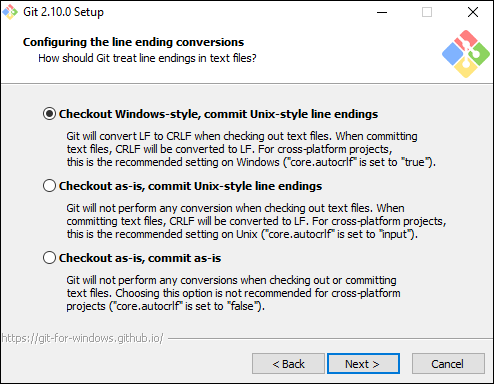 Git 2.10.0 Setup
Configuring the line ending conversions
How should Git treat line endings in text files?
Checkout Windows-style, commit Unix-style line endings
Git will convert LF to CRLF when checking out text files. When committing
text files, CRLF will be converted to LF. For cross-platform projects,
this is the recommended setting on Windows ("core.autocrlf" is set to "true").
Checkout as-is, commit Unix-style line endings
Git will not perform any conversion when checking out text files. When
committing text files, CRLF will be converted to LF. For cross-platform projects,
this is the recommended setting on Unix ("core.autocrlf" is set to "input").
Checkout as-is, commit as-is
Git will not perform any conversions when checking out or committing
text files. Choosing this option is not recommended for cross-platform
projects ("core.autocrlf" is set to "false").
https://git-for-windows.github.io/
< Back Next > Cancel